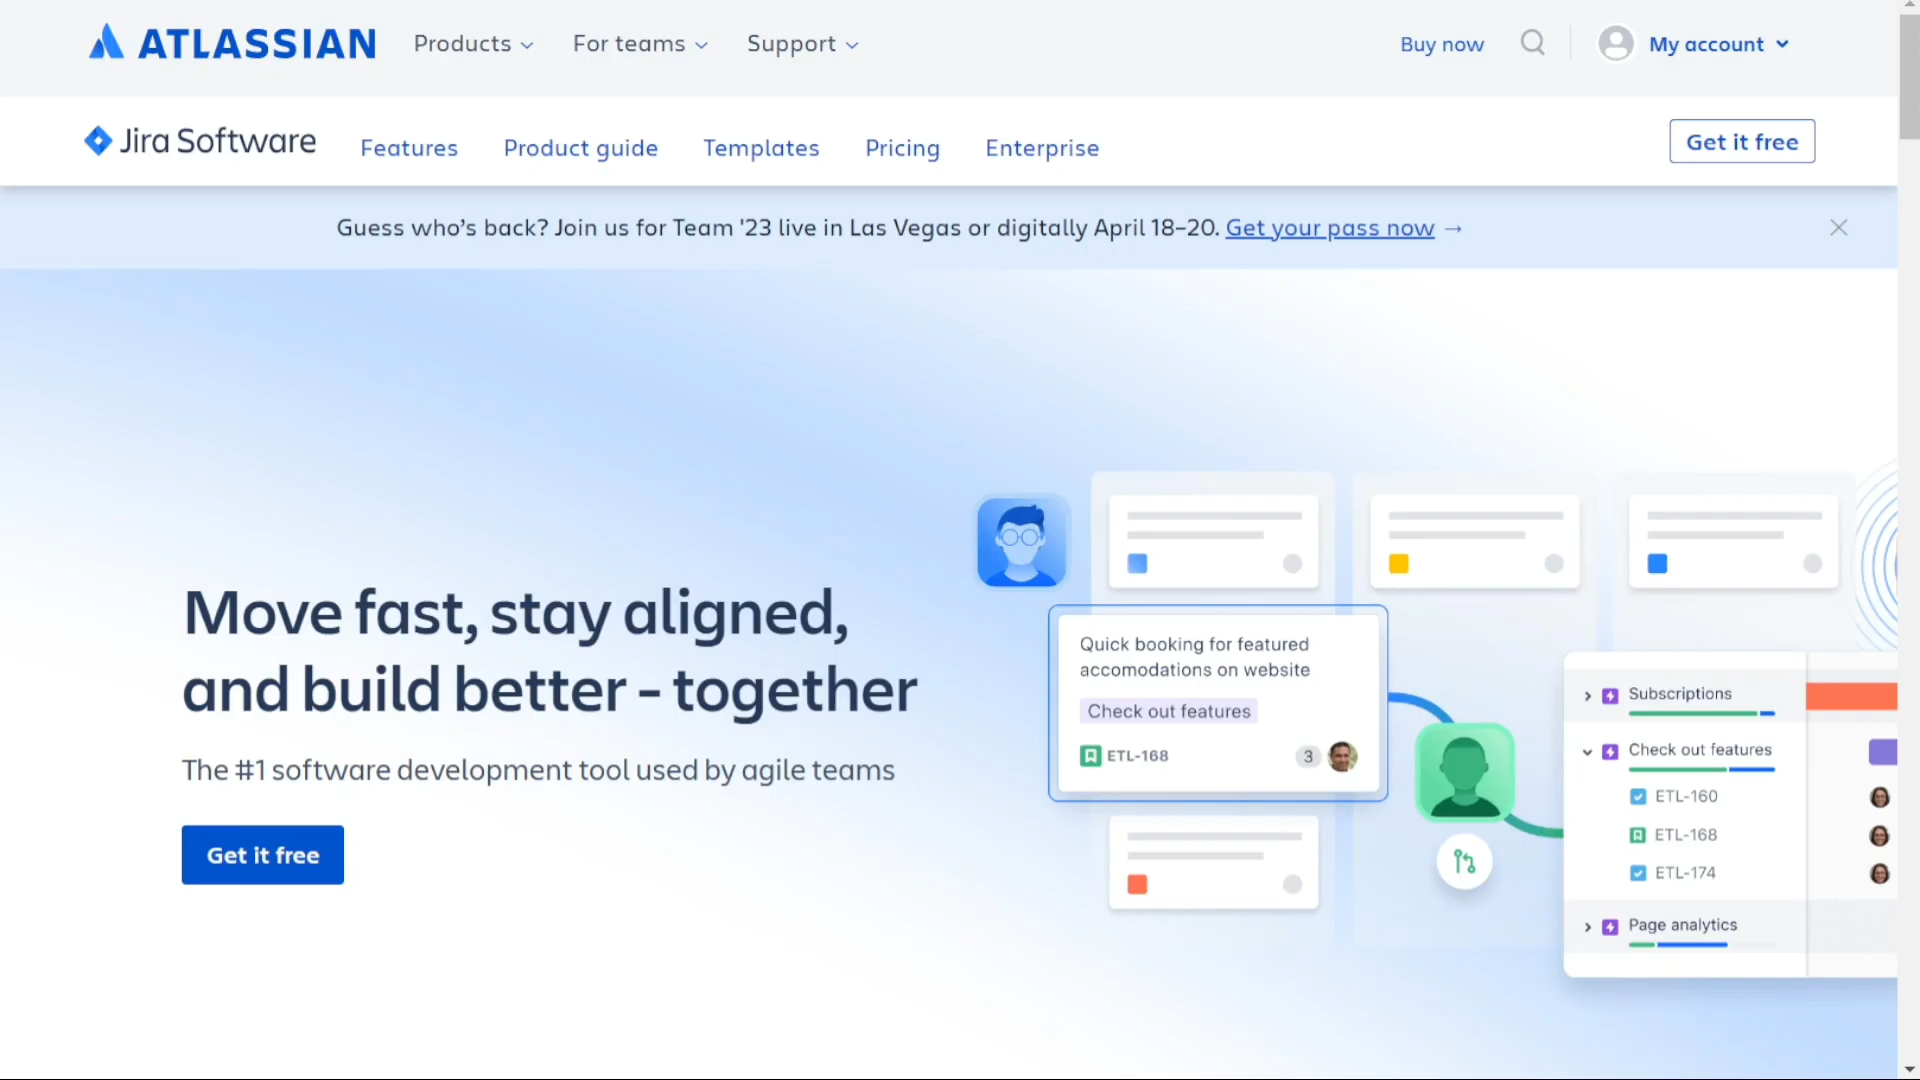 ATLASSIAN Products For teams Support Buy now My account
Jira Software Features Product guide Templates Pricing Enterprise Get it free
Guess who’s back? Join us for Team '23 live in Las Vegas or digitally April 18–20. Get your pass now →
Move fast, stay aligned,
and build better - together
The #1 software development tool used by agile teams
Get it free
Quick booking for featured
accomodations on website
Check out features
ETL-168 3
Subscriptions
Check out features
ETL-160
ETL-168
ETL-174
Page analytics